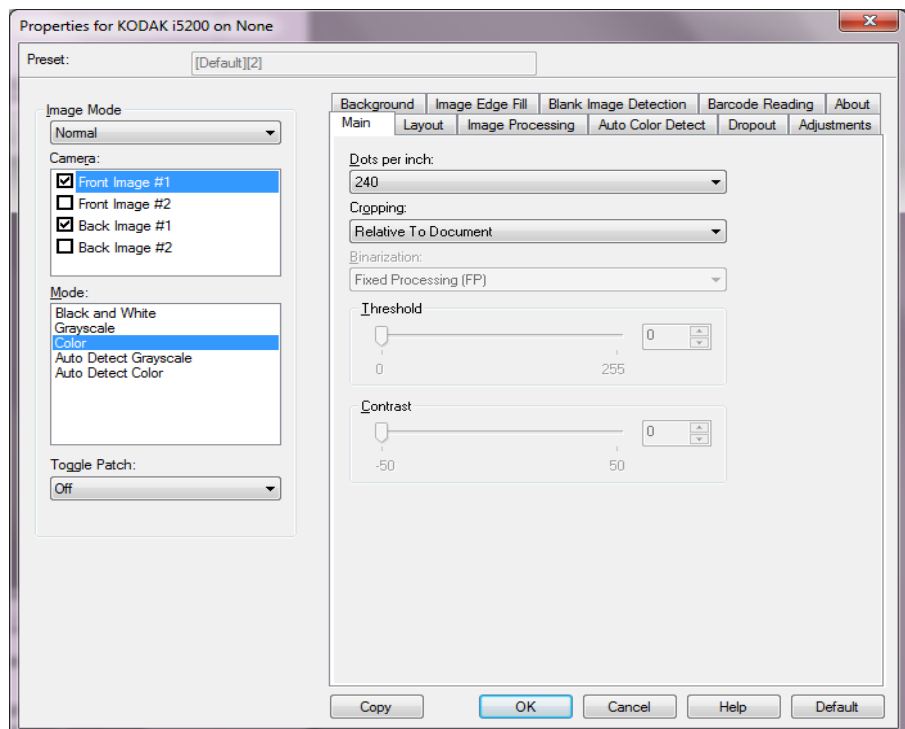 Properties for KODAK i5200 on None
Preset:
[Default][2]
Image Mode
Normal
Camera:
Front Image #1
Front Image #2
Back Image #1
Back Image #2
Mode:
Black and White
Grayscale
Color
Auto Detect Grayscale
Auto Detect Color
Toggle Patch:
Off
Background Image Edge Fill Blank Image Detection Barcode Reading About
Main Layout Image Processing Auto Color Detect Dropout Adjustments
Dots per inch:
240
Cropping:
Relative To Document
Binarization:
Fixed Processing (FP)
Threshold
0
0 255
Contrast
0
-50 50
Copy OK Cancel Help Default